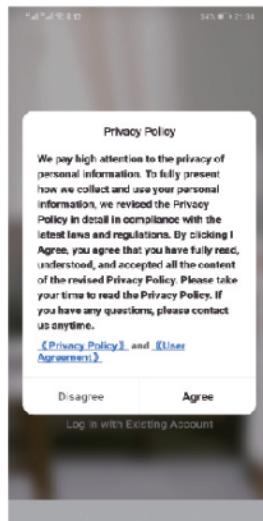 34% 21:34
Privacy Policy
We pay high attention to the privacy of
personal information. To fully present
how we collect and use your personal
information, we revised the Privacy
Policy in detail in compliance with the
latest laws and regulations. By clicking I
Agree, you agree that you have fully read,
understood, and accepted all the content
of the revised Privacy Policy. Please take
your time to read the Privacy Policy. If
you have any questions, please contact
us anytime.
《Privacy Policy》 and 《User
Agreement》
Disagree Agree
Log in with Existing Account